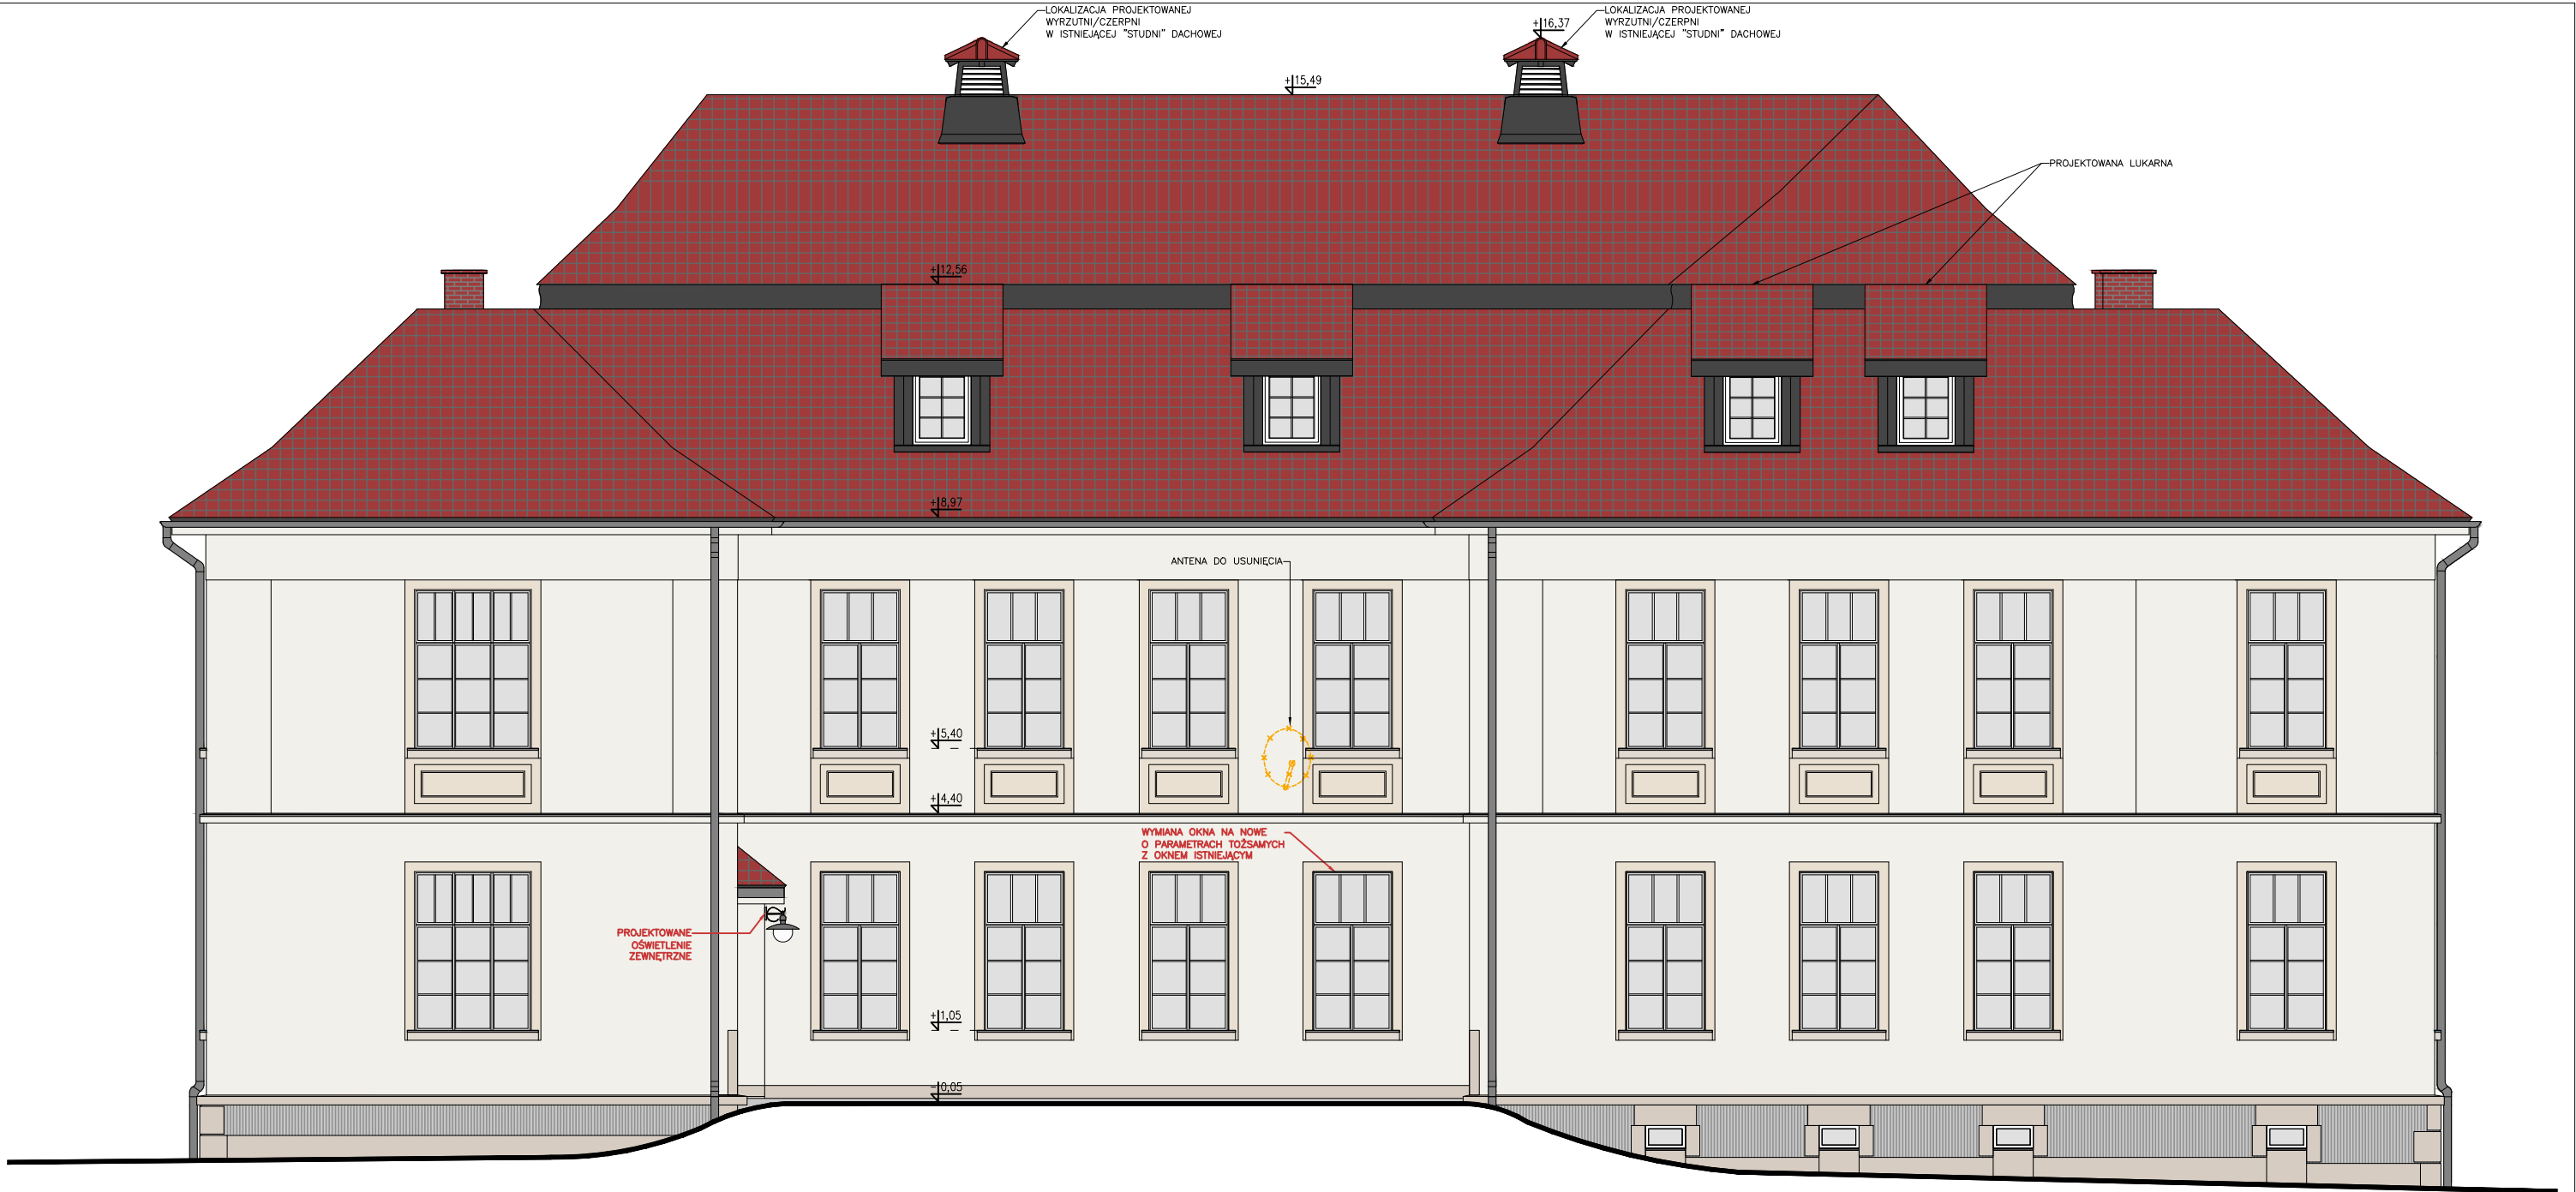 LOKALIZACJA PROJEKTOWANEJ
WYRZUTNI/CZERPNI
W ISTNIEJĄCEJ "STUDNI" DACHOWEJ
LOKALIZACJA PROJEKTOWANEJ
WYRZUTNI/CZERPNI
W ISTNIEJĄCEJ "STUDNI" DACHOWEJ
+16,37
+15,49
PROJEKTOWANA LUKARNA
+12,56
+8,97
ANTENA DO USUNIĘCIA
+5,40
+4,40
WYMIANA OKNA NA NOWE
O PARAMETRACH TOŻSAMYCH
Z OKNEM ISTNIEJĄCYM
PROJEKTOWANE
OŚWIETLENIE
ZEWNĘTRZNE
+1,05
-0,05